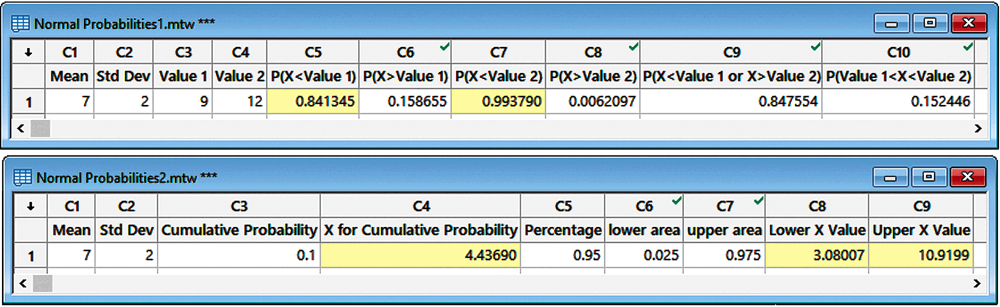 Normal Probabilities1.mtw ***
C1 C2 C3 C4 C5 C6 C7 C8 C9 C10
Mean Std Dev Value 1 Value 2 P(X<Value 1) P(X>Value 1) P(X<Value 2) P(X>Value 2) P(X<Value 1 or X>Value 2) P(Value 1<X<Value 2)
1 7 2 9 12 0.841345 0.158655 0.993790 0.0062097 0.847554 0.152446
Normal Probabilities2.mtw ***
C1 C2 C3 C4 C5 C6 C7 C8 C9
Mean Std Dev Cumulative Probability X for Cumulative Probability Percentage lower area upper area Lower X Value Upper X Value
1 7 2 0.1 4.43690 0.95 0.025 0.975 3.08007 10.9199